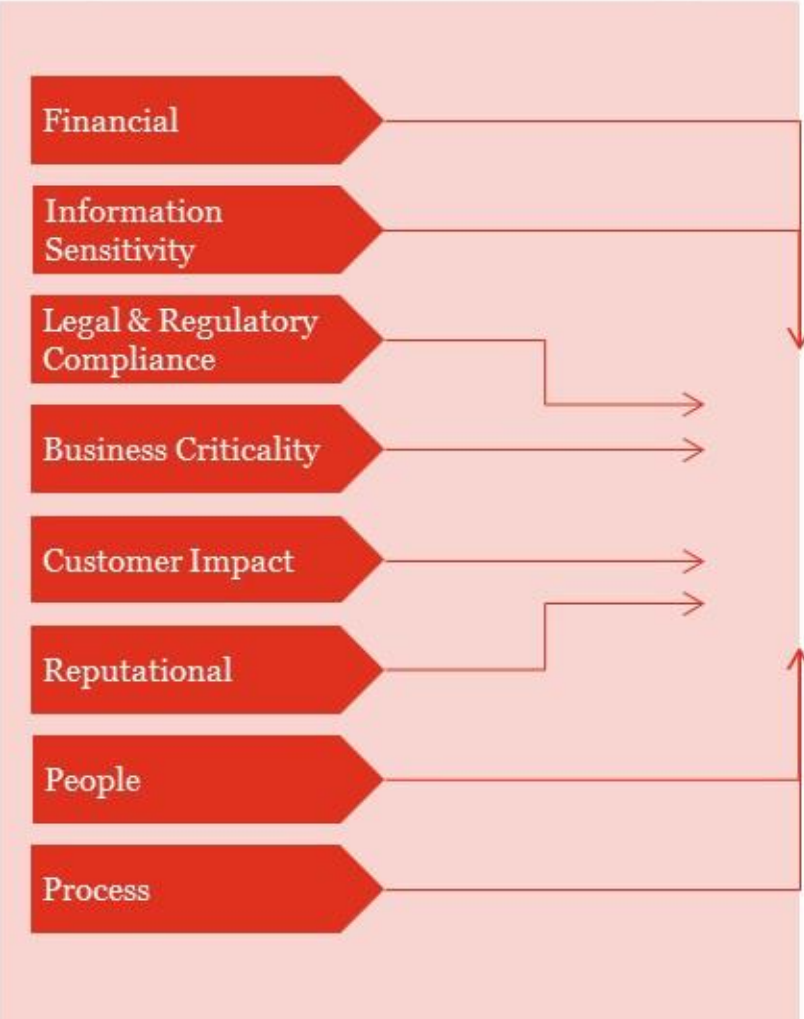 Financial
Information
Sensitivity
Legal & Regulatory
Compliance
Business Criticality
Customer Impact
Reputational
People
Process